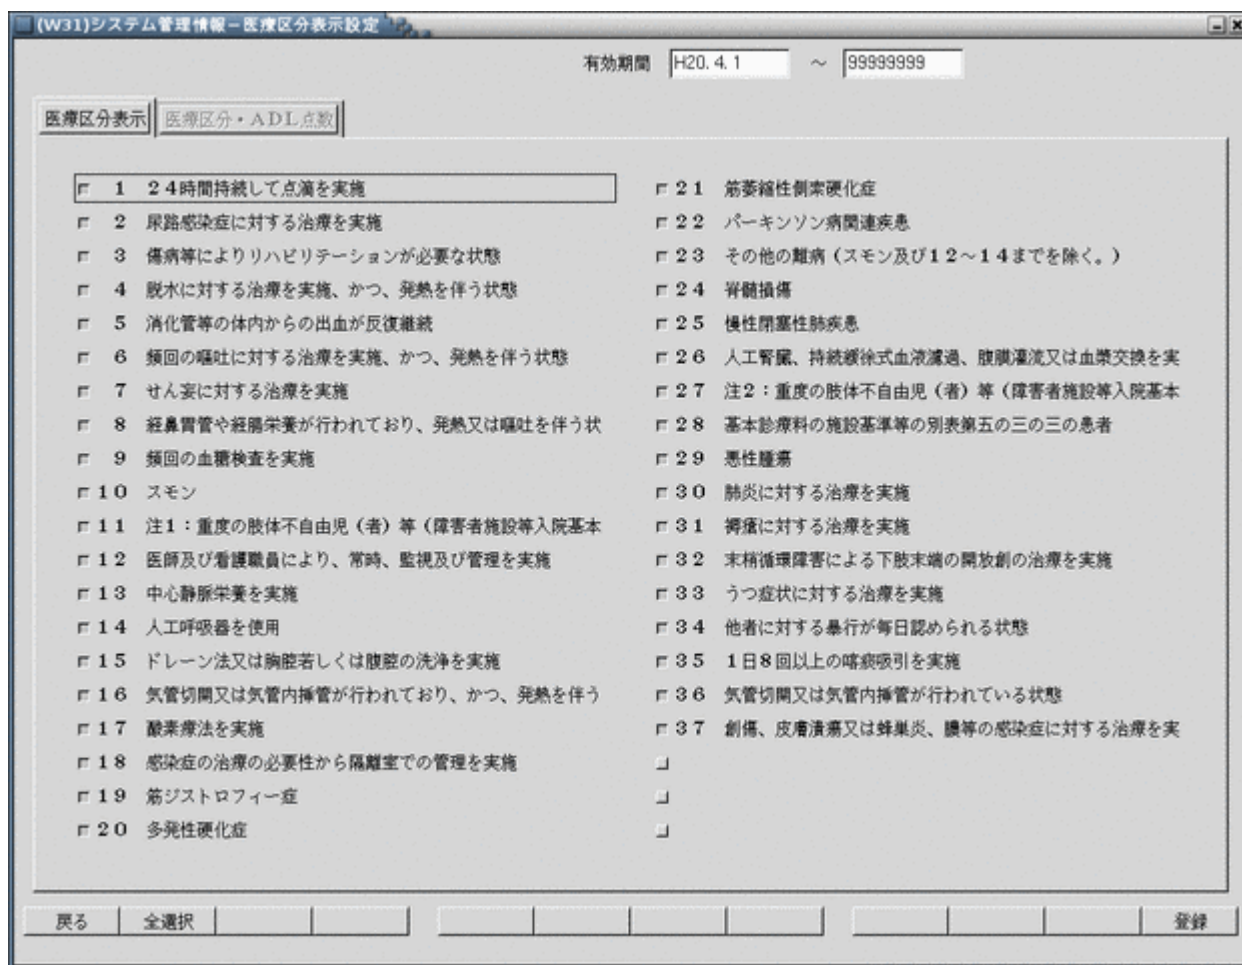 (W31)システム管理情報－医療区分表示設定
有効期間 H20. 4. 1 ～ 99999999
医療区分表示 医療区分・ＡＤＬ点数
1 ２４時間持続して点滴を実施
2 尿路感染症に対する治療を実施
3 傷病等によりリハビリテーションが必要な状態
4 脱水に対する治療を実施、かつ、発熱を伴う状態
5 消化管等の体内からの出血が反復継続
6 頻回の嘔吐に対する治療を実施、かつ、発熱を伴う状態
7 せん妄に対する治療を実施
8 経鼻胃管や経腸栄養が行われており、発熱又は嘔吐を伴う状
9 頻回の血糖検査を実施
10 スモン
11 注１：重度の肢体不自由児（者）等（障害者施設等入院基本
12 医師及び看護職員により、常時、監視及び管理を実施
13 中心静脈栄養を実施
14 人工呼吸器を使用
15 ドレーン法又は胸腔若しくは腹腔の洗浄を実施
16 気管切開又は気管内挿管が行われており、かつ、発熱を伴う
17 酸素療法を実施
18 感染症の治療の必要性から隔離室での管理を実施
19 筋ジストロフィー症
20 多発性硬化症
21 筋萎縮性側索硬化症
22 パーキンソン病関連疾患
23 その他の難病（スモン及び１２～１４までを除く。）
24 脊髄損傷
25 慢性閉塞性肺疾患
26 人工腎臓、持続緩徐式血液濾過、腹膜灌流又は血漿交換を実
27 注２：重度の肢体不自由児（者）等（障害者施設等入院基本
28 基本診療料の施設基準等の別表第五の三の三の患者
29 悪性腫瘍
30 肺炎に対する治療を実施
31 褥瘡に対する治療を実施
32 末梢循環障害による下肢末端の開放創の治療を実施
33 うつ症状に対する治療を実施
34 他者に対する暴行が毎日認められる状態
35 １日８回以上の喀痰吸引を実施
36 気管切開又は気管内挿管が行われている状態
37 創傷、皮膚潰瘍又は蜂巣炎、膿等の感染症に対する治療を実
戻る 全選択 登録